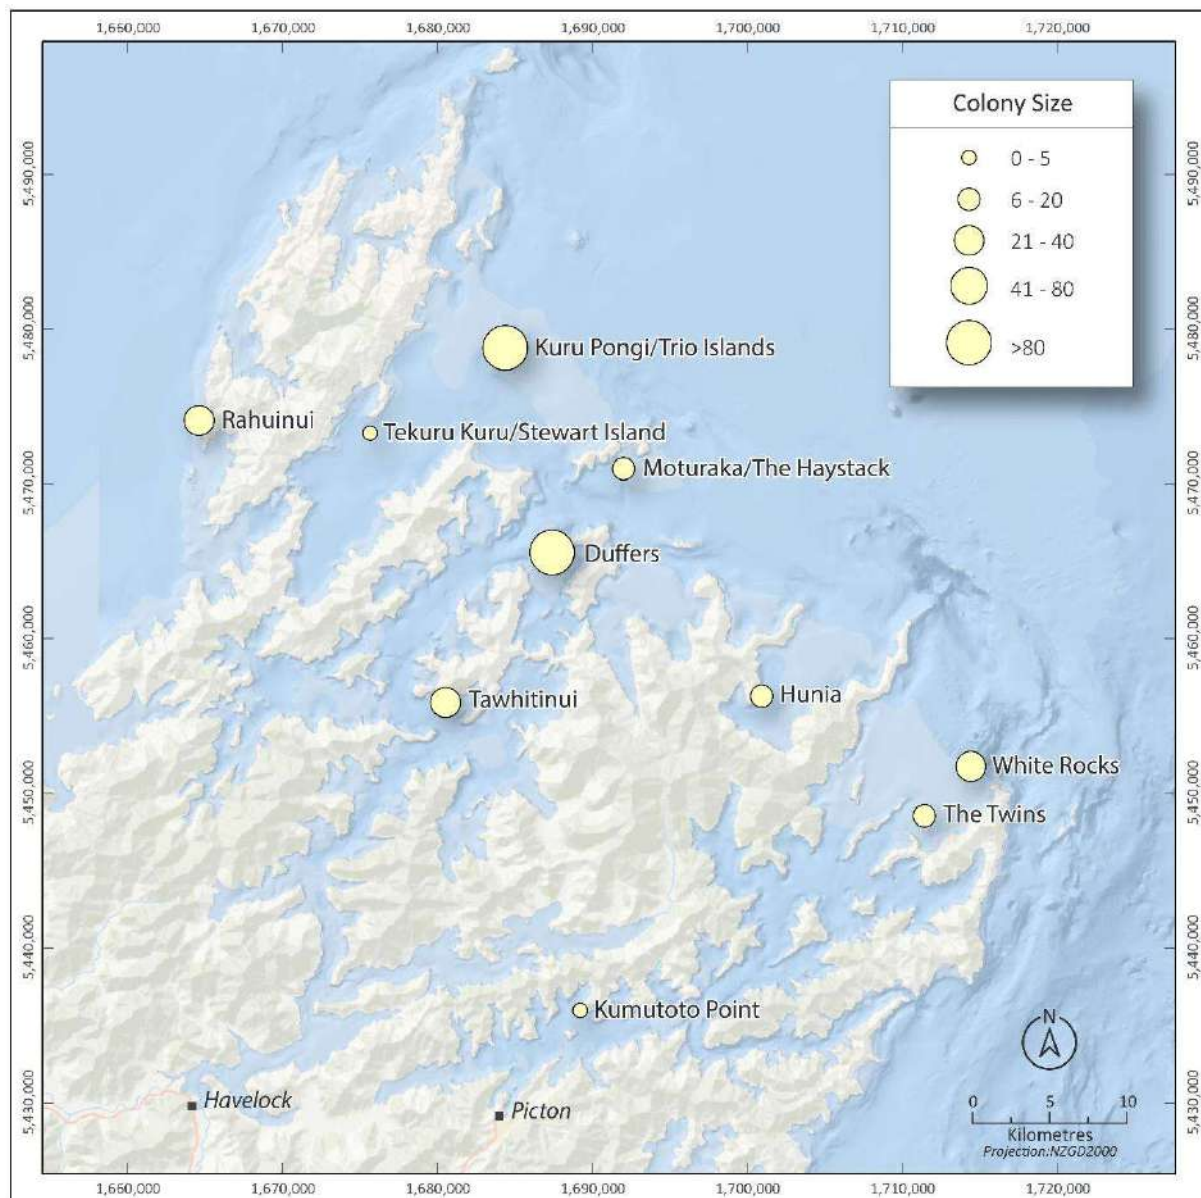 1,660,000
1,670,000
1,680,000
1,690,000
1,700,000
1,710,000
1,720,000
Colony Size
0 - 5
6 - 20
21 - 40
41 - 80
>80
5,490,000
5,490,000
5,480,000
5,480,000
Kuru Pongi/Trio Islands
Rahuinui
Tekuru Kuru/Stewart Island
Moturaka/The Haystack
5,470,000
5,470,000
Duffers
5,460,000
5,460,000
Tawhitinui
Hunia
White Rocks
5,450,000
5,450,000
The Twins
5,440,000
5,440,000
Kumutoto Point
N
Havelock
Picton
5,430,000
5,430,000
0 5 10
Kilometres
Projection:NZGD2000
1,660,000
1,670,000
1,680,000
1,690,000
1,700,000
1,710,000
1,720,000